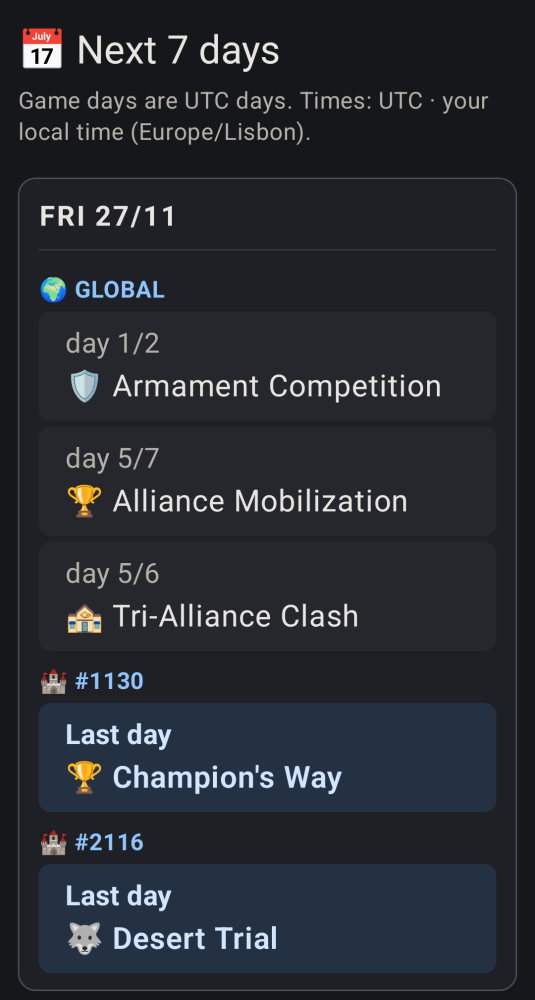 July
17
Next 7 days
Game days are UTC days. Times: UTC · your
local time (Europe/Lisbon).
FRI 27/11
GLOBAL
day 1/2
Armament Competition
day 5/7
Alliance Mobilization
day 5/6
Tri-Alliance Clash
#1130
Last day
Champion's Way
#2116
Last day
Desert Trial